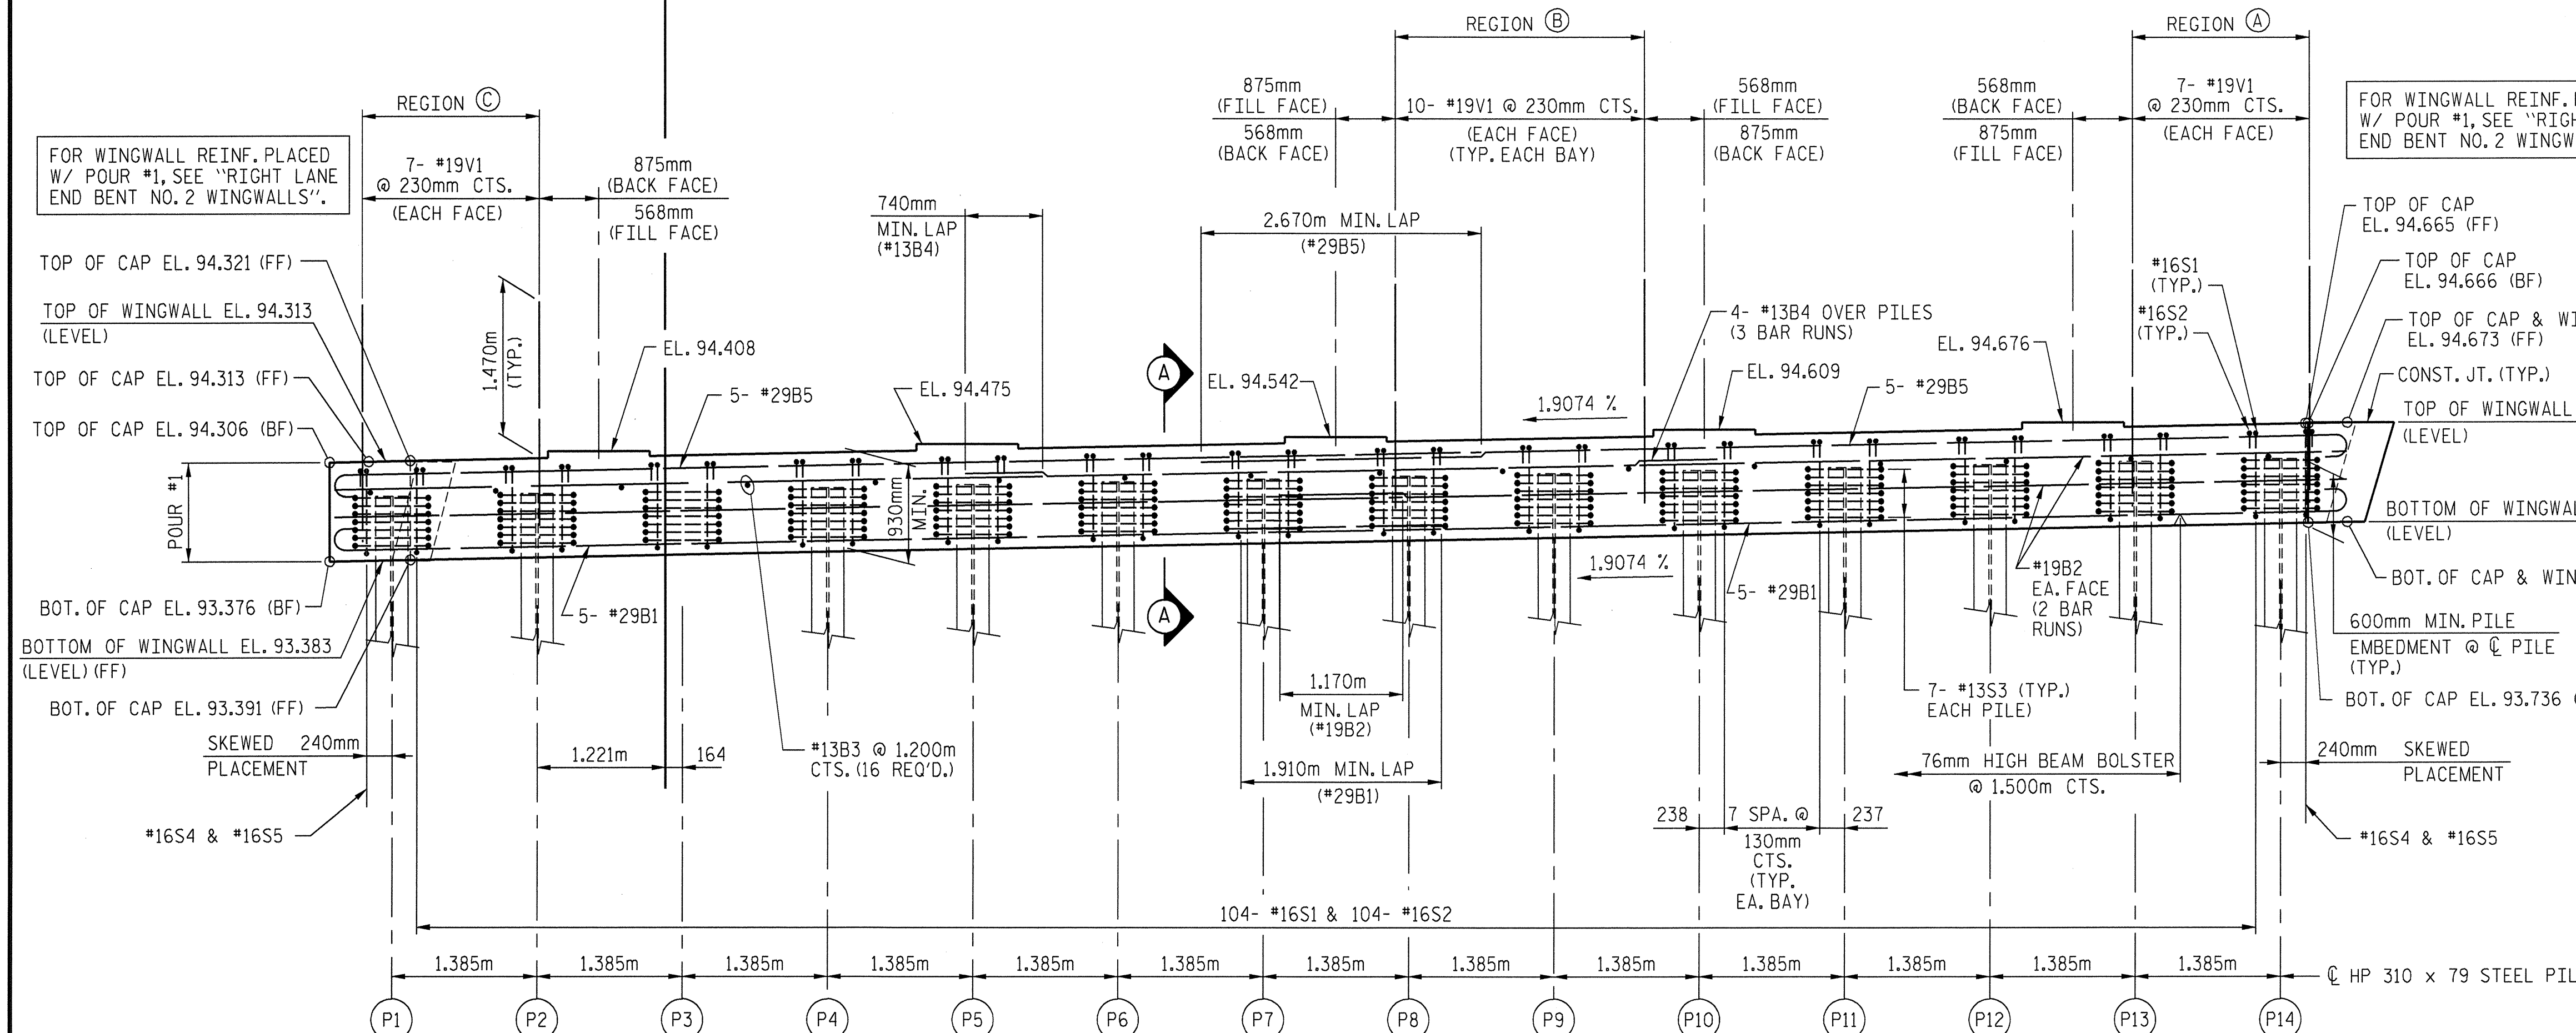 REGION Ⓑ
REGION Ⓐ
REGION Ⓒ
FOR WINGWALL REINF. PLACED
W/ POUR #1, SEE "RIGHT LANE
END BENT NO. 2 WINGWALLS".
7- #19V1
@ 230mm CTS.
(EACH FACE)
875mm
(BACK FACE)
568mm
(FILL FACE)
740mm
MIN. LAP
(#13B4)
875mm
(FILL FACE)
568mm
(BACK FACE)
10- #19V1 @ 230mm CTS.
(EACH FACE)
(TYP. EACH BAY)
568mm
(FILL FACE)
875mm
(BACK FACE)
568mm
(BACK FACE)
875mm
(FILL FACE)
7- #19V1
@ 230mm CTS.
(EACH FACE)
FOR WINGWALL REINF.
W/ POUR #1, SEE "RIGH
END BENT NO. 2 WINGW
2.670m MIN. LAP
(#29B5)
TOP OF CAP EL. 94.321 (FF)
TOP OF WINGWALL EL. 94.313
(LEVEL)
TOP OF CAP EL. 94.313 (FF)
TOP OF CAP EL. 94.306 (BF)
1.470m
(TYP.)
EL. 94.408
5- #29B5
EL. 94.475
A
EL. 94.542
4- #13B4 OVER PILES
(3 BAR RUNS)
EL. 94.609
1.9074 %
5- #29B5
EL. 94.676
#16S1
(TYP.)
#16S2
(TYP.)
TOP OF CAP
EL. 94.665 (FF)
TOP OF CAP
EL. 94.666 (BF)
TOP OF CAP & WI
EL. 94.673 (FF)
CONST. JT. (TYP.)
TOP OF WINGWALL
(LEVEL)
POUR #1
930mm
MIN.
BOTTOM OF WINGWAL
(LEVEL)
BOT. OF CAP EL. 93.376 (BF)
BOTTOM OF WINGWALL EL. 93.383
(LEVEL) (FF)
BOT. OF CAP EL. 93.391 (FF)
5- #29B1
A
1.9074 %
5- #29B1
#19B2
EA. FACE
(2 BAR
RUNS)
BOT. OF CAP & WIN
600mm MIN. PILE
EMBEDMENT @ ℄ PILE
(TYP.)
BOT. OF CAP EL. 93.736
1.170m
MIN. LAP
(#19B2)
7- #13S3 (TYP.)
EACH PILE)
SKEWED 240mm
PLACEMENT
1.221m
164
#13B3 @ 1.200m
CTS. (16 REQ'D.)
1.910m MIN. LAP
(#29B1)
76mm HIGH BEAM BOLSTER
@ 1.500m CTS.
240mm SKEWED
PLACEMENT
238
7 SPA. @
130mm
CTS.
(TYP.
EA. BAY)
237
#16S4 & #16S5
#16S4 & #16S5
104- #16S1 & 104- #16S2
1.385m 1.385m 1.385m 1.385m 1.385m 1.385m 1.385m 1.385m 1.385m 1.385m 1.385m 1.385m 1.385m
℄ HP 310 x 79 STEEL PIL
P1 P2 P3 P4 P5 P6 P7 P8 P9 P10 P11 P12 P13 P14